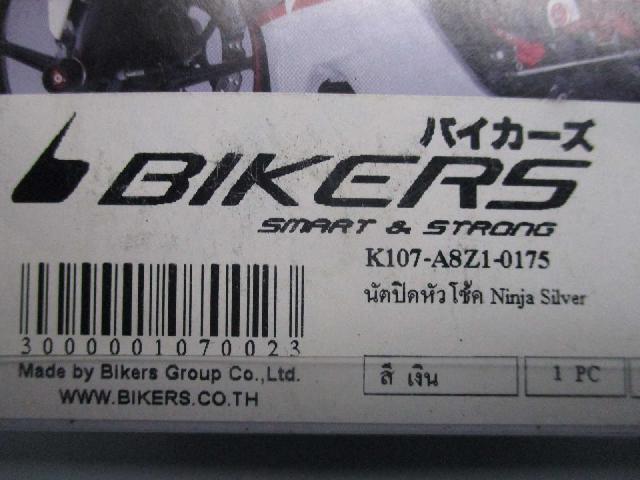 バイカーズ
BIKERS
SMART & STRONG
K107-A8Z1-0175
นัตปิดหัวโช้ค Ninja Silver
3000001070023
Made by Bikers Group Co.,Ltd.
WWW.BIKERS.CO.TH
สี เงิน
1 PC